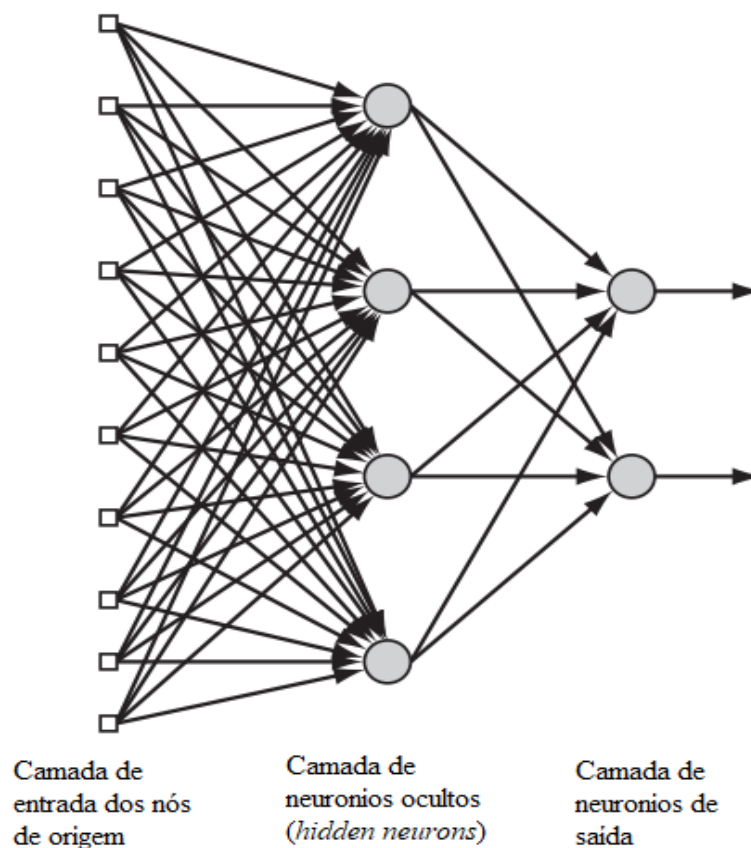 Camada de
entrada dos nós
de origem
Camada de
neuronios ocultos
(hidden neurons)
Camada de
neuronios de
saída